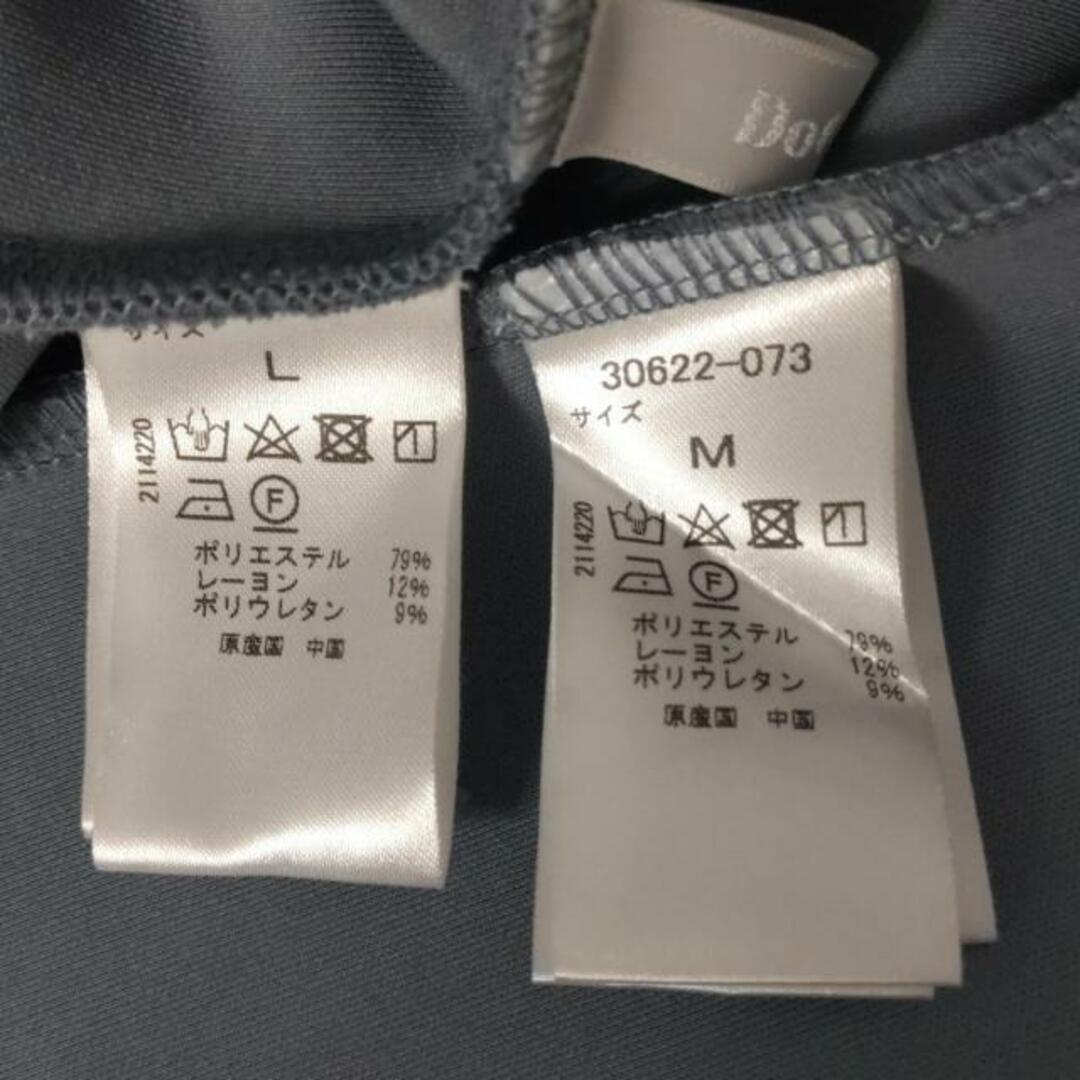 サイズ
L
2114220
F
ポリエステル 79%
レーヨン 12%
ポリウレタン 9%
原産国 中国
30622-073
サイズ
M
2114220
F
ポリエステル 79%
レーヨン 12%
ポリウレタン 9%
原産国 中国